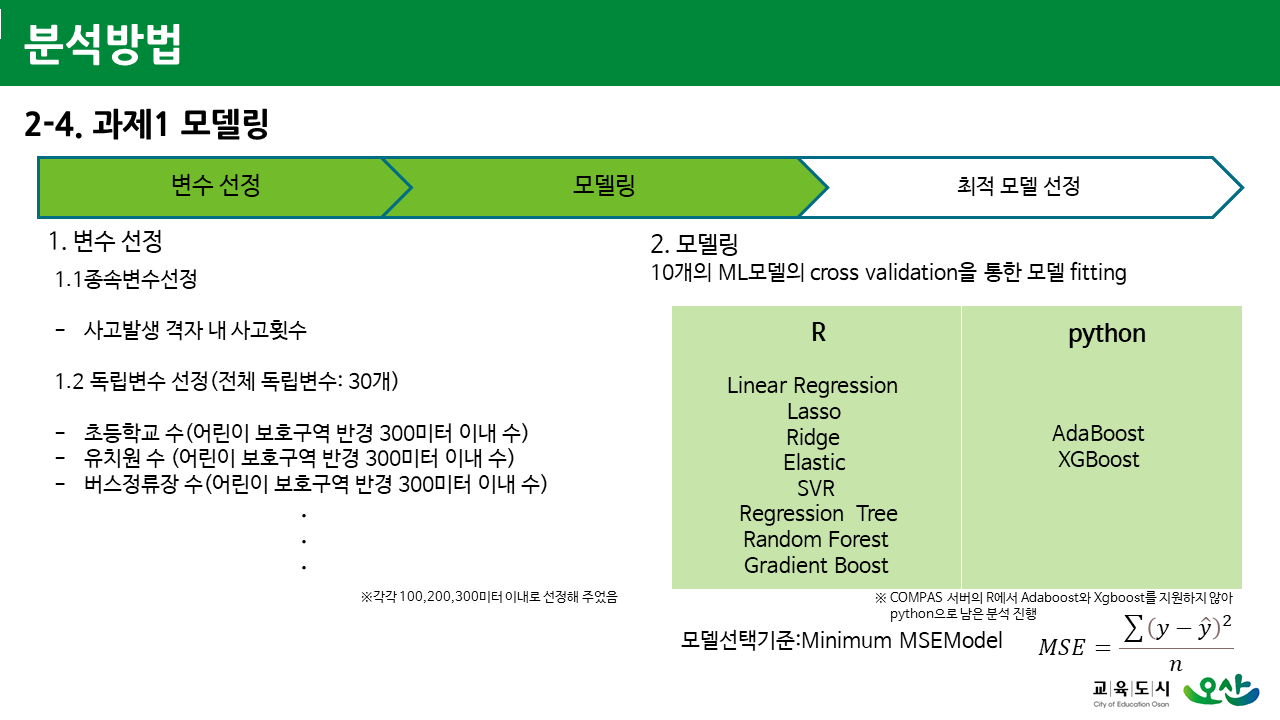 분석방법
2-4. 과제1 모델링
변수 선정
모델링
최적 모델 선정
1. 변수 선정
1.1종속변수선정
- 사고발생 격자 내 사고횟수
1.2 독립변수 선정(전체 독립변수: 30개)
- 초등학교 수(어린이 보호구역 반경 300미터 이내 수)
- 유치원 수 (어린이 보호구역 반경 300미터 이내 수)
- 버스정류장 수(어린이 보호구역 반경 300미터 이내 수)
.
.
.
※각각 100,200,300미터 이내로 선정해 주었음
2. 모델링
10개의 ML모델의 cross validation을 통한 모델 fitting
R
Linear Regression
Lasso
Ridge
Elastic
SVR
Regression Tree
Random Forest
Gradient Boost
python
AdaBoost
XGBoost
※ COMPAS 서버의 R에서 Adaboost와 Xgboost를 지원하지 않아
python으로 남은 분석 진행
모델선택기준:Minimum MSEModel
MSE = ∑(y − ŷ)² / n
교|육|도|시
City of Education Osan
오산